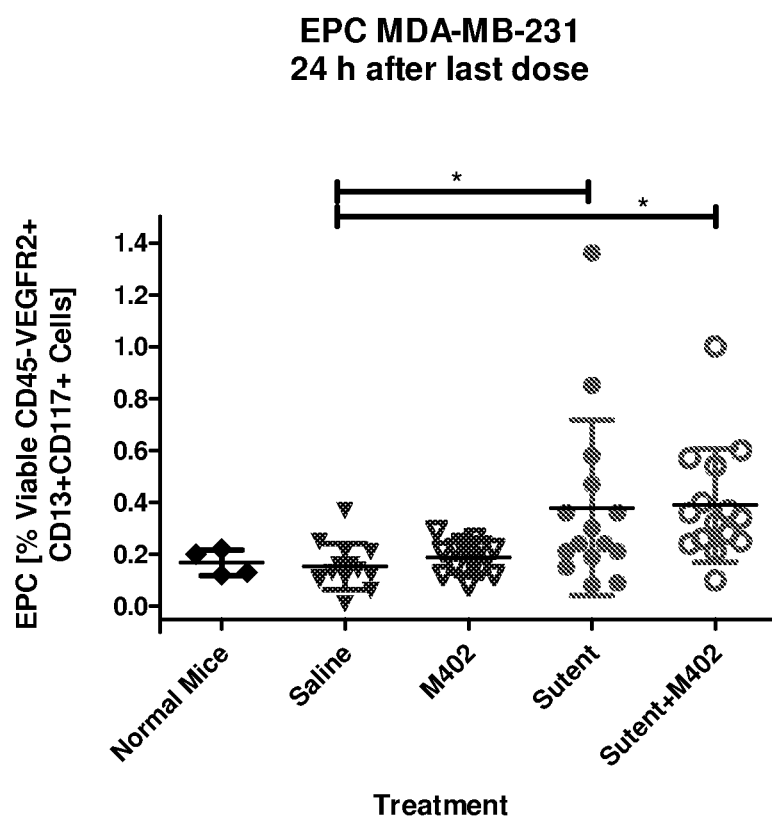 EPC MDA-MB-231
24 h after last dose
*
*
EPC [% Viable CD45-VEGFR2+
CD13+CD117+ Cells]
1.4
1.2
1.0
0.8
0.6
0.4
0.2
0.0
Normal Mice
Saline
M402
Sutent
Sutent+M402
Treatment